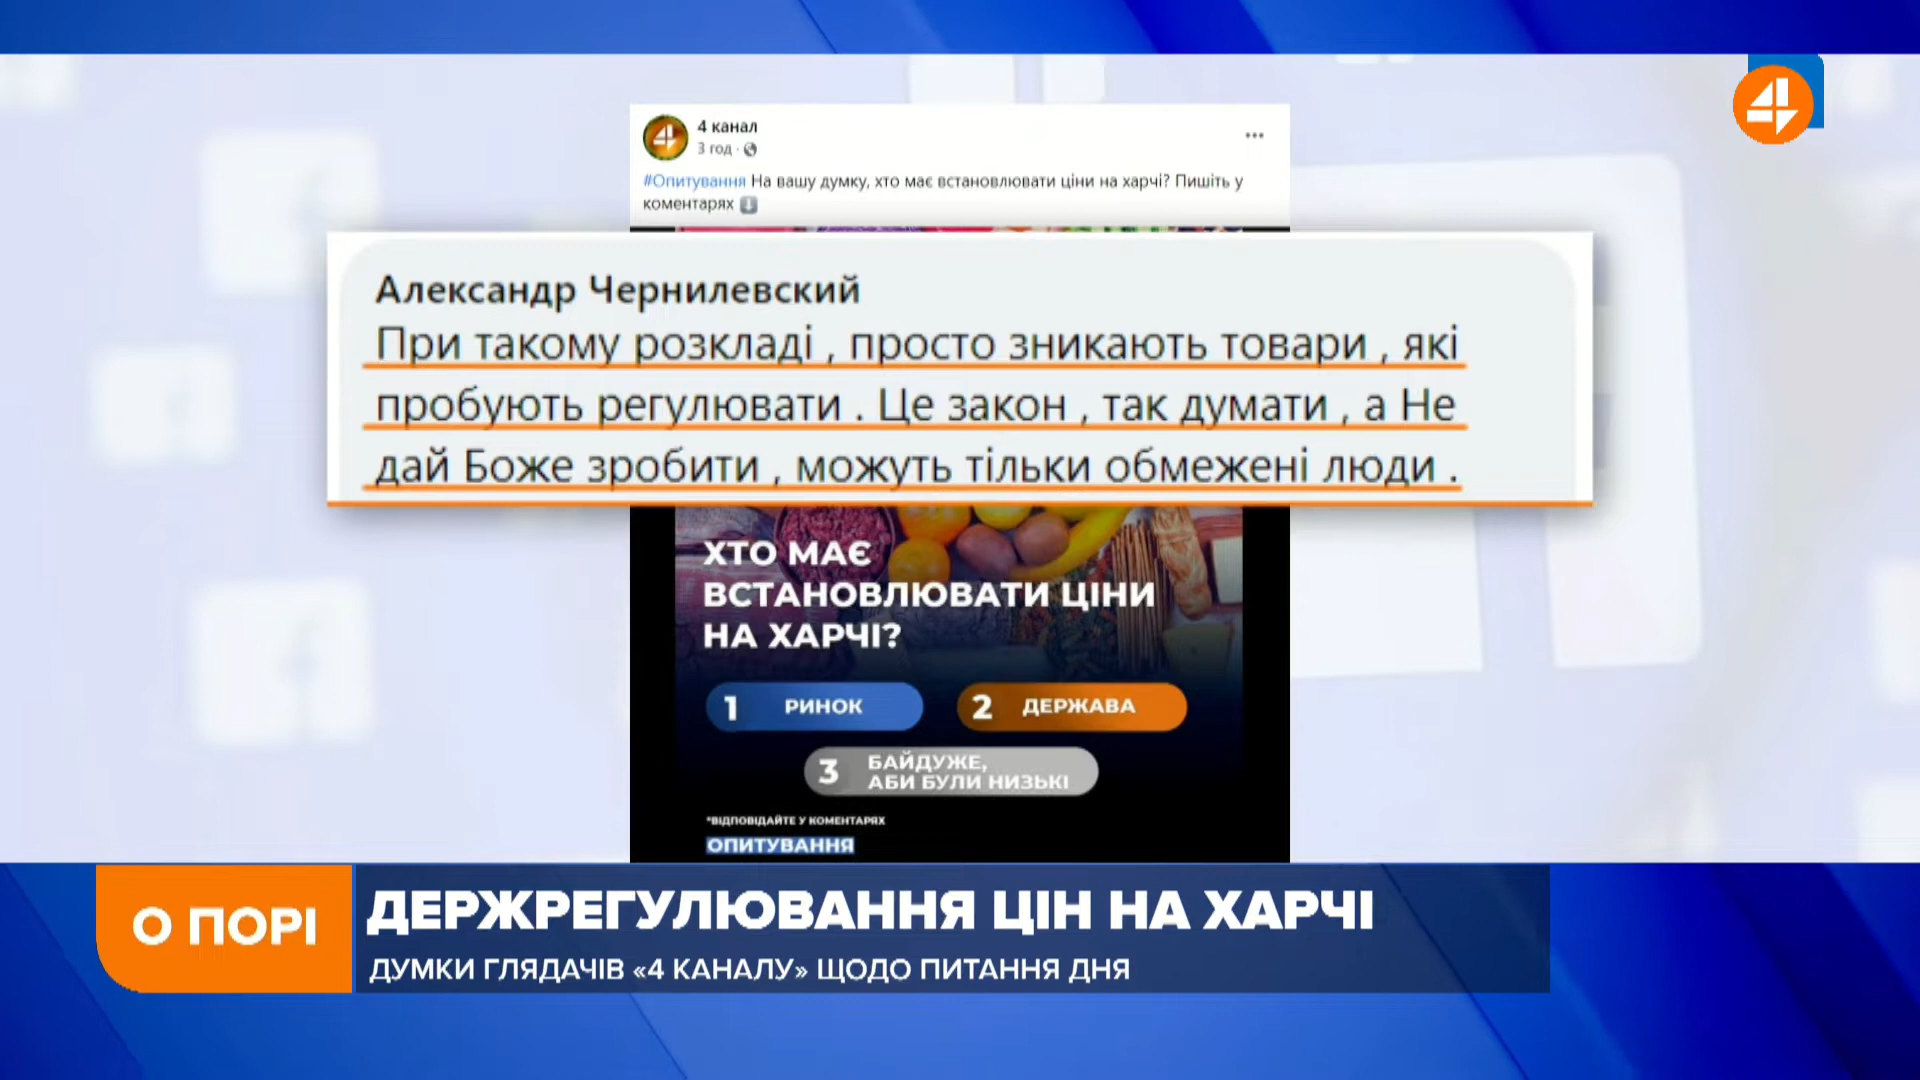 4 канал
3 год ·
#Опитування На вашу думку, хто має встановлювати ціни на харчі? Пишіть у
коментарях
Александр Чернилевский
При такому розкладі , просто зникають товари , які
пробують регулювати . Це закон , так думати , а Не
дай Боже зробити , можуть тільки обмежені люди .
ХТО МАЄ
ВСТАНОВЛЮВАТИ ЦІНИ
НА ХАРЧІ?
1 РИНОК
2 ДЕРЖАВА
3 БАЙДУЖЕ,
АБИ БУЛИ НИЗЬКІ
*ВІДПОВІДАЙТЕ У КОМЕНТАРЯХ
ОПИТУВАННЯ
О ПОРІ
ДЕРЖРЕГУЛЮВАННЯ ЦІН НА ХАРЧІ
ДУМКИ ГЛЯДАЧІВ «4 КАНАЛУ» ЩОДО ПИТАННЯ ДНЯ